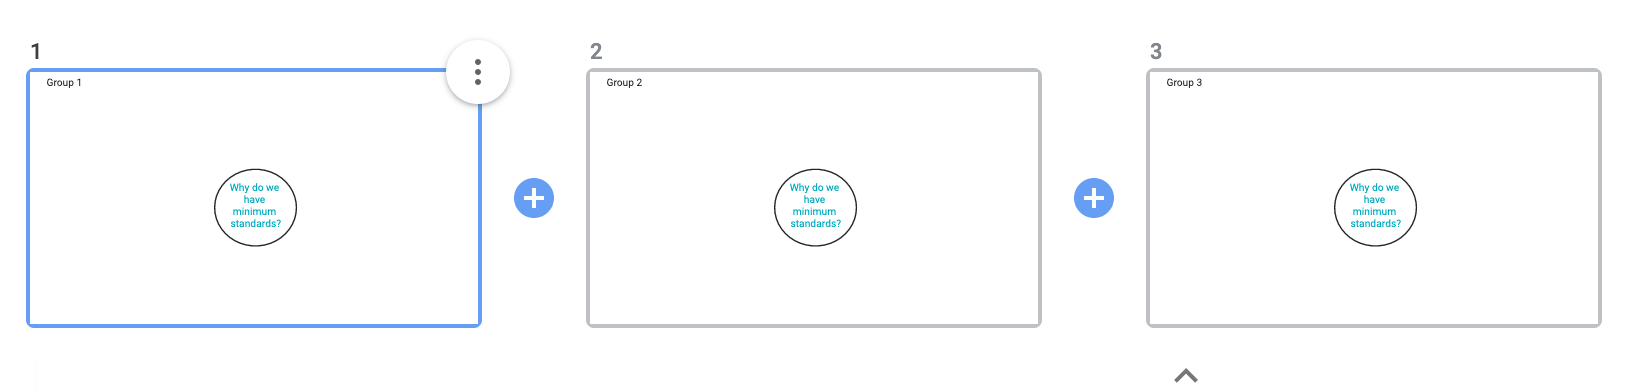 1
Group 1
Why do we
have
minimum
standards?
2
Group 2
Why do we
have
minimum
standards?
3
Group 3
Why do we
have
minimum
standards?